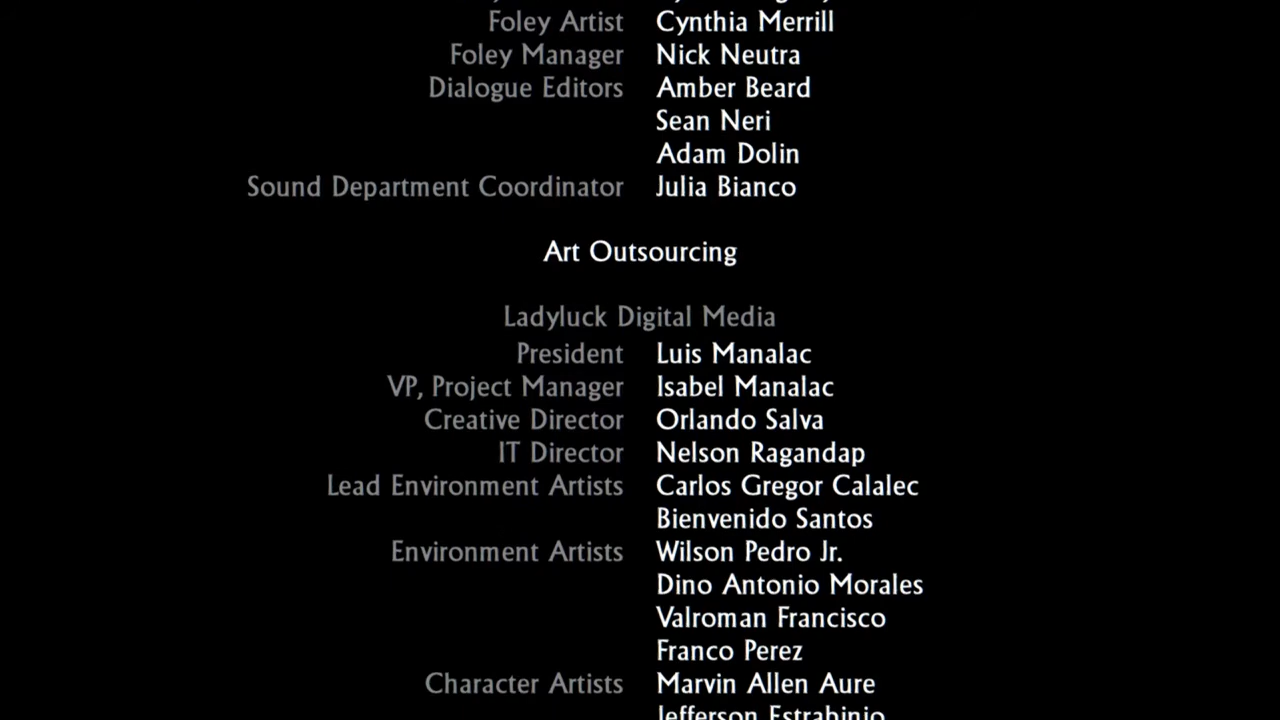 Foley Artist Cynthia Merrill
Foley Manager Nick Neutra
Dialogue Editors Amber Beard
Sean Neri
Adam Dolin
Sound Department Coordinator Julia Bianco
Art Outsourcing
Ladyluck Digital Media
President Luis Manalac
VP, Project Manager Isabel Manalac
Creative Director Orlando Salva
IT Director Nelson Ragandap
Lead Environment Artists Carlos Gregor Calalec
Bienvenido Santos
Environment Artists Wilson Pedro Jr.
Dino Antonio Morales
Valroman Francisco
Franco Perez
Character Artists Marvin Allen Aure
Jefferson Estrabinio